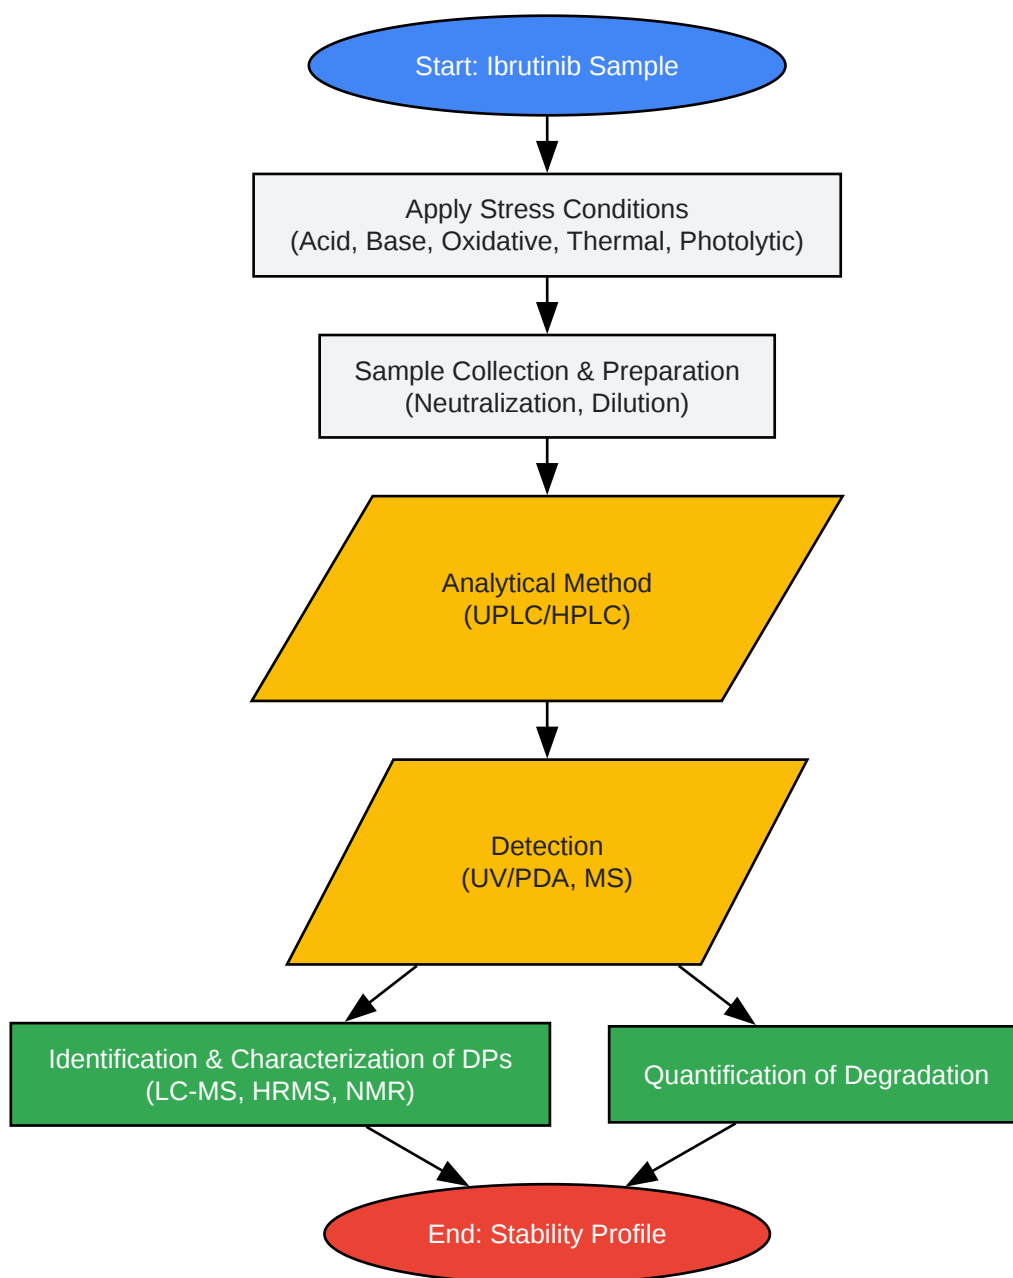 Start: Ibrutinib Sample
Apply Stress Conditions
(Acid, Base, Oxidative, Thermal, Photolytic)
Sample Collection & Preparation
(Neutralization, Dilution)
Analytical Method
(UPLC/HPLC)
Detection
(UV/PDA, MS)
Identification & Characterization of DPs
(LC-MS, HRMS, NMR)
Quantification of Degradation
End: Stability Profile